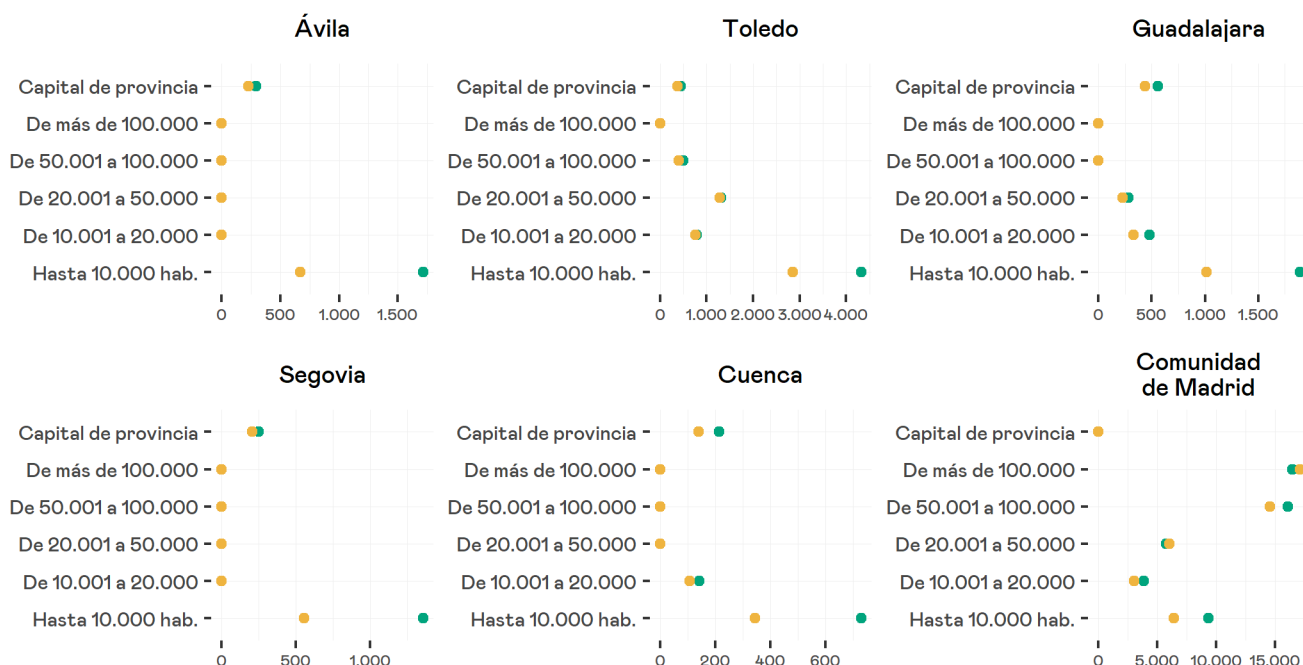 Ávila
Capital de provincia
De más de 100.000
De 50.001 a 100.000
De 20.001 a 50.000
De 10.001 a 20.000
Hasta 10.000 hab.
0 500 1.000 1.500
Toledo
Capital de provincia
De más de 100.000
De 50.001 a 100.000
De 20.001 a 50.000
De 10.001 a 20.000
Hasta 10.000 hab.
0 1.000 2.000 3.000 4.000
Guadalajara
Capital de provincia
De más de 100.000
De 50.001 a 100.000
De 20.001 a 50.000
De 10.001 a 20.000
Hasta 10.000 hab.
0 500 1.000 1.500
Segovia
Capital de provincia
De más de 100.000
De 50.001 a 100.000
De 20.001 a 50.000
De 10.001 a 20.000
Hasta 10.000 hab.
0 500 1.000
Cuenca
Capital de provincia
De más de 100.000
De 50.001 a 100.000
De 20.001 a 50.000
De 10.001 a 20.000
Hasta 10.000 hab.
0 200 400 600
Comunidad
de Madrid
Capital de provincia
De más de 100.000
De 50.001 a 100.000
De 20.001 a 50.000
De 10.001 a 20.000
Hasta 10.000 hab.
0 5.000 10.000 15.000